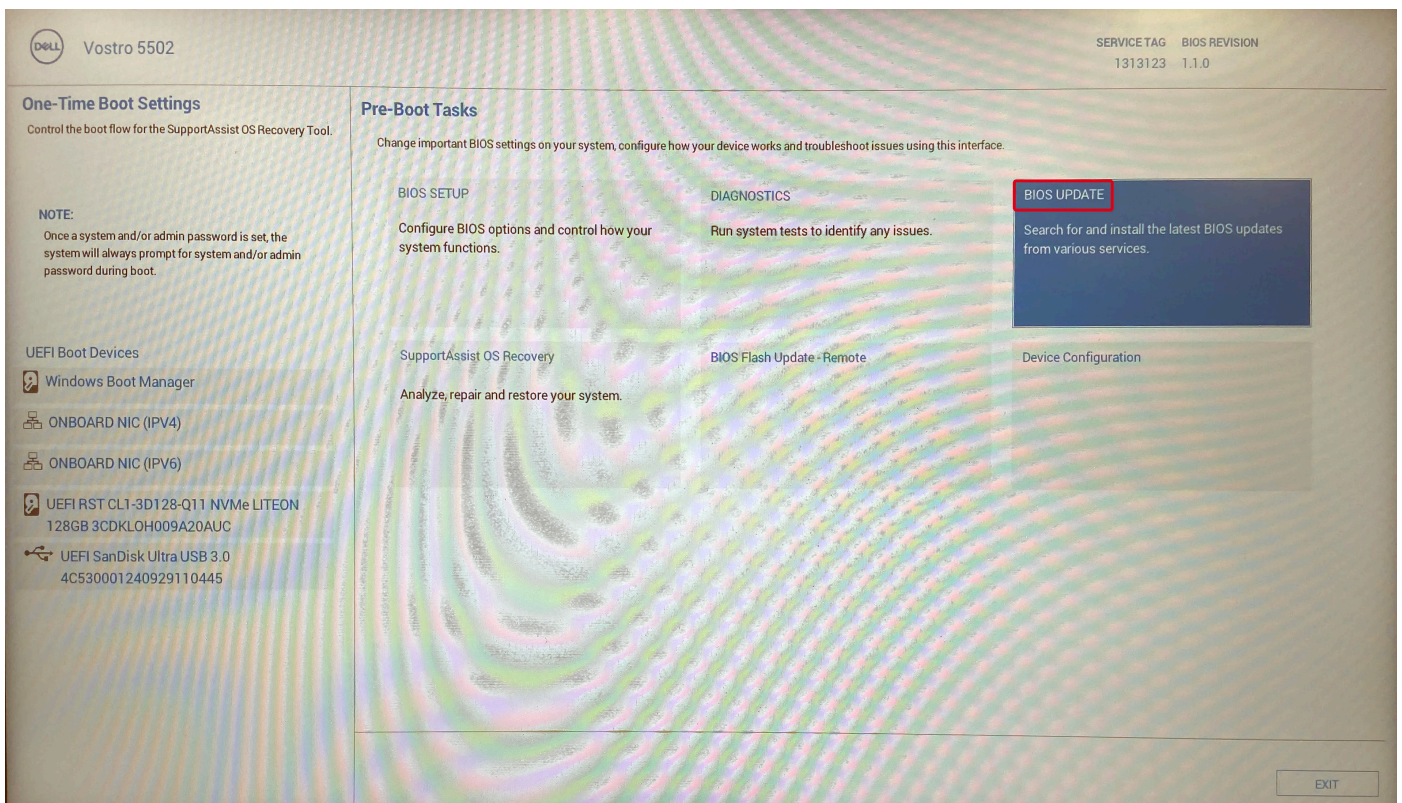 DELL
Vostro 5502
SERVICE TAG BIOS REVISION
1313123 1.1.0
One-Time Boot Settings
Control the boot flow for the SupportAssist OS Recovery Tool.
NOTE:
Once a system and/or admin password is set, the
system will always prompt for system and/or admin
password during boot.
UEFI Boot Devices
Windows Boot Manager
ONBOARD NIC (IPV4)
ONBOARD NIC (IPV6)
UEFI RST CL1-3D128-Q11 NVMe LITEON
128GB 3CDKLOH009A20AUC
UEFI SanDisk Ultra USB 3.0
4C530001240929110445
Pre-Boot Tasks
Change important BIOS settings on your system, configure how your device works and troubleshoot issues using this interface.
BIOS SETUP
Configure BIOS options and control how your
system functions.
DIAGNOSTICS
Run system tests to identify any issues.
BIOS UPDATE
Search for and install the latest BIOS updates
from various services.
SupportAssist OS Recovery
Analyze, repair and restore your system.
BIOS Flash Update - Remote
Device Configuration
EXIT